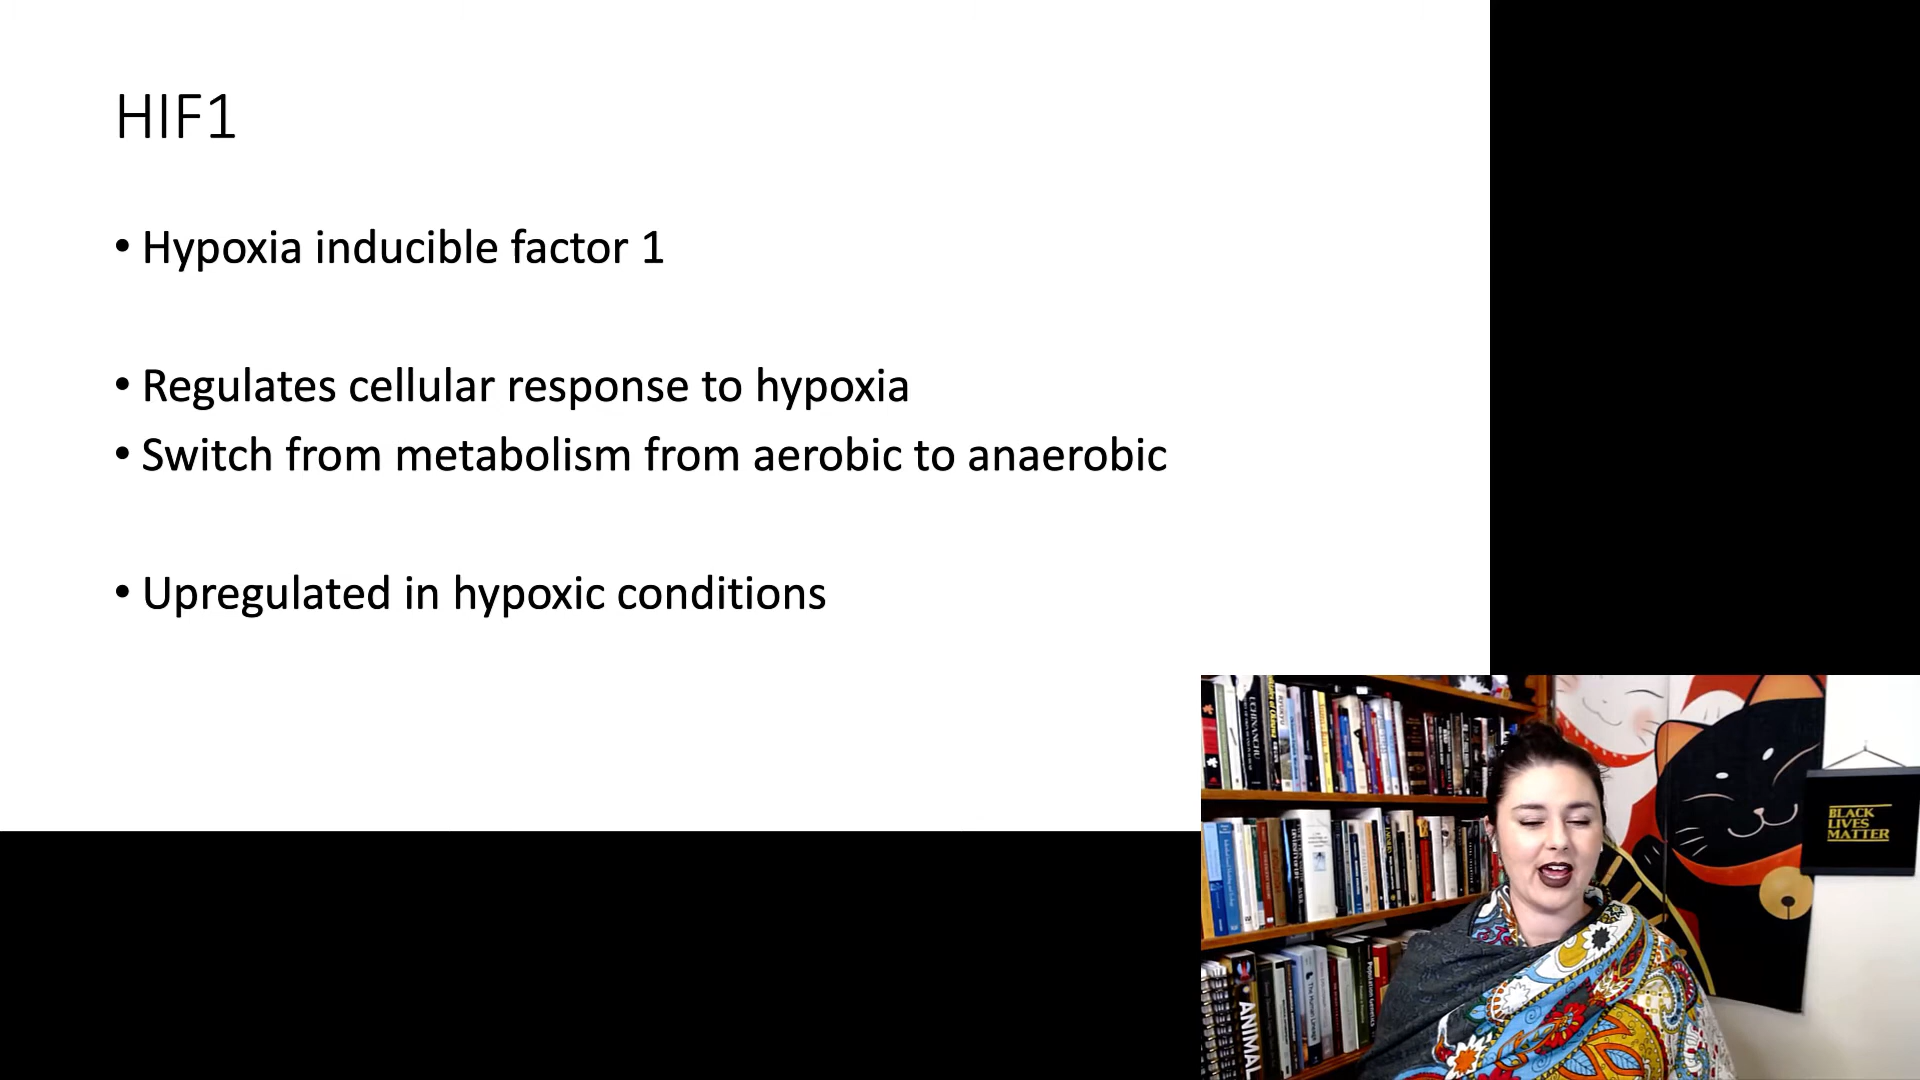 HIF1
• Hypoxia inducible factor 1
• Regulates cellular response to hypoxia
• Switch from metabolism from aerobic to anaerobic
• Upregulated in hypoxic conditions
BLACK
LIVES
MATTER
ANIMAL